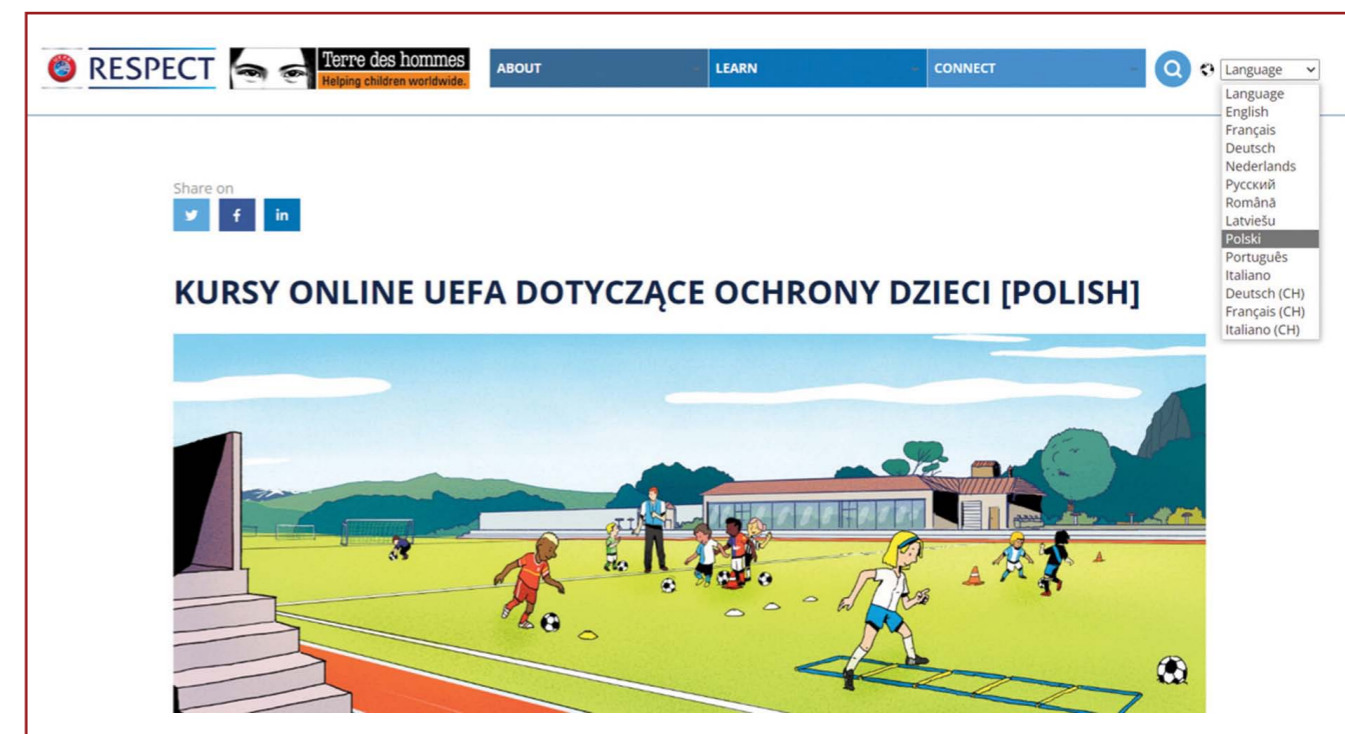 RESPECT
Terre des hommes
Helping children worldwide.
ABOUT
LEARN
CONNECT
Language
Language
English
Français
Deutsch
Nederlands
Русский
Română
Latviešu
Polski
Português
Italiano
Deutsch (CH)
Français (CH)
Italiano (CH)
Share on
f
in
KURSY ONLINE UEFA DOTYCZĄCE OCHRONY DZIECI [POLISH]